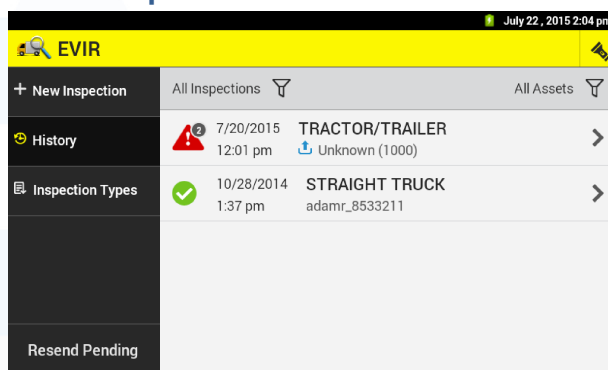 July 22 , 2015 2:04 pm
EVIR
+ New Inspection
History
Inspection Types
Resend Pending
All Inspections
All Assets
2
7/20/2015 TRACTOR/TRAILER
12:01 pm Unknown (1000)
10/28/2014 STRAIGHT TRUCK
1:37 pm adamr_8533211